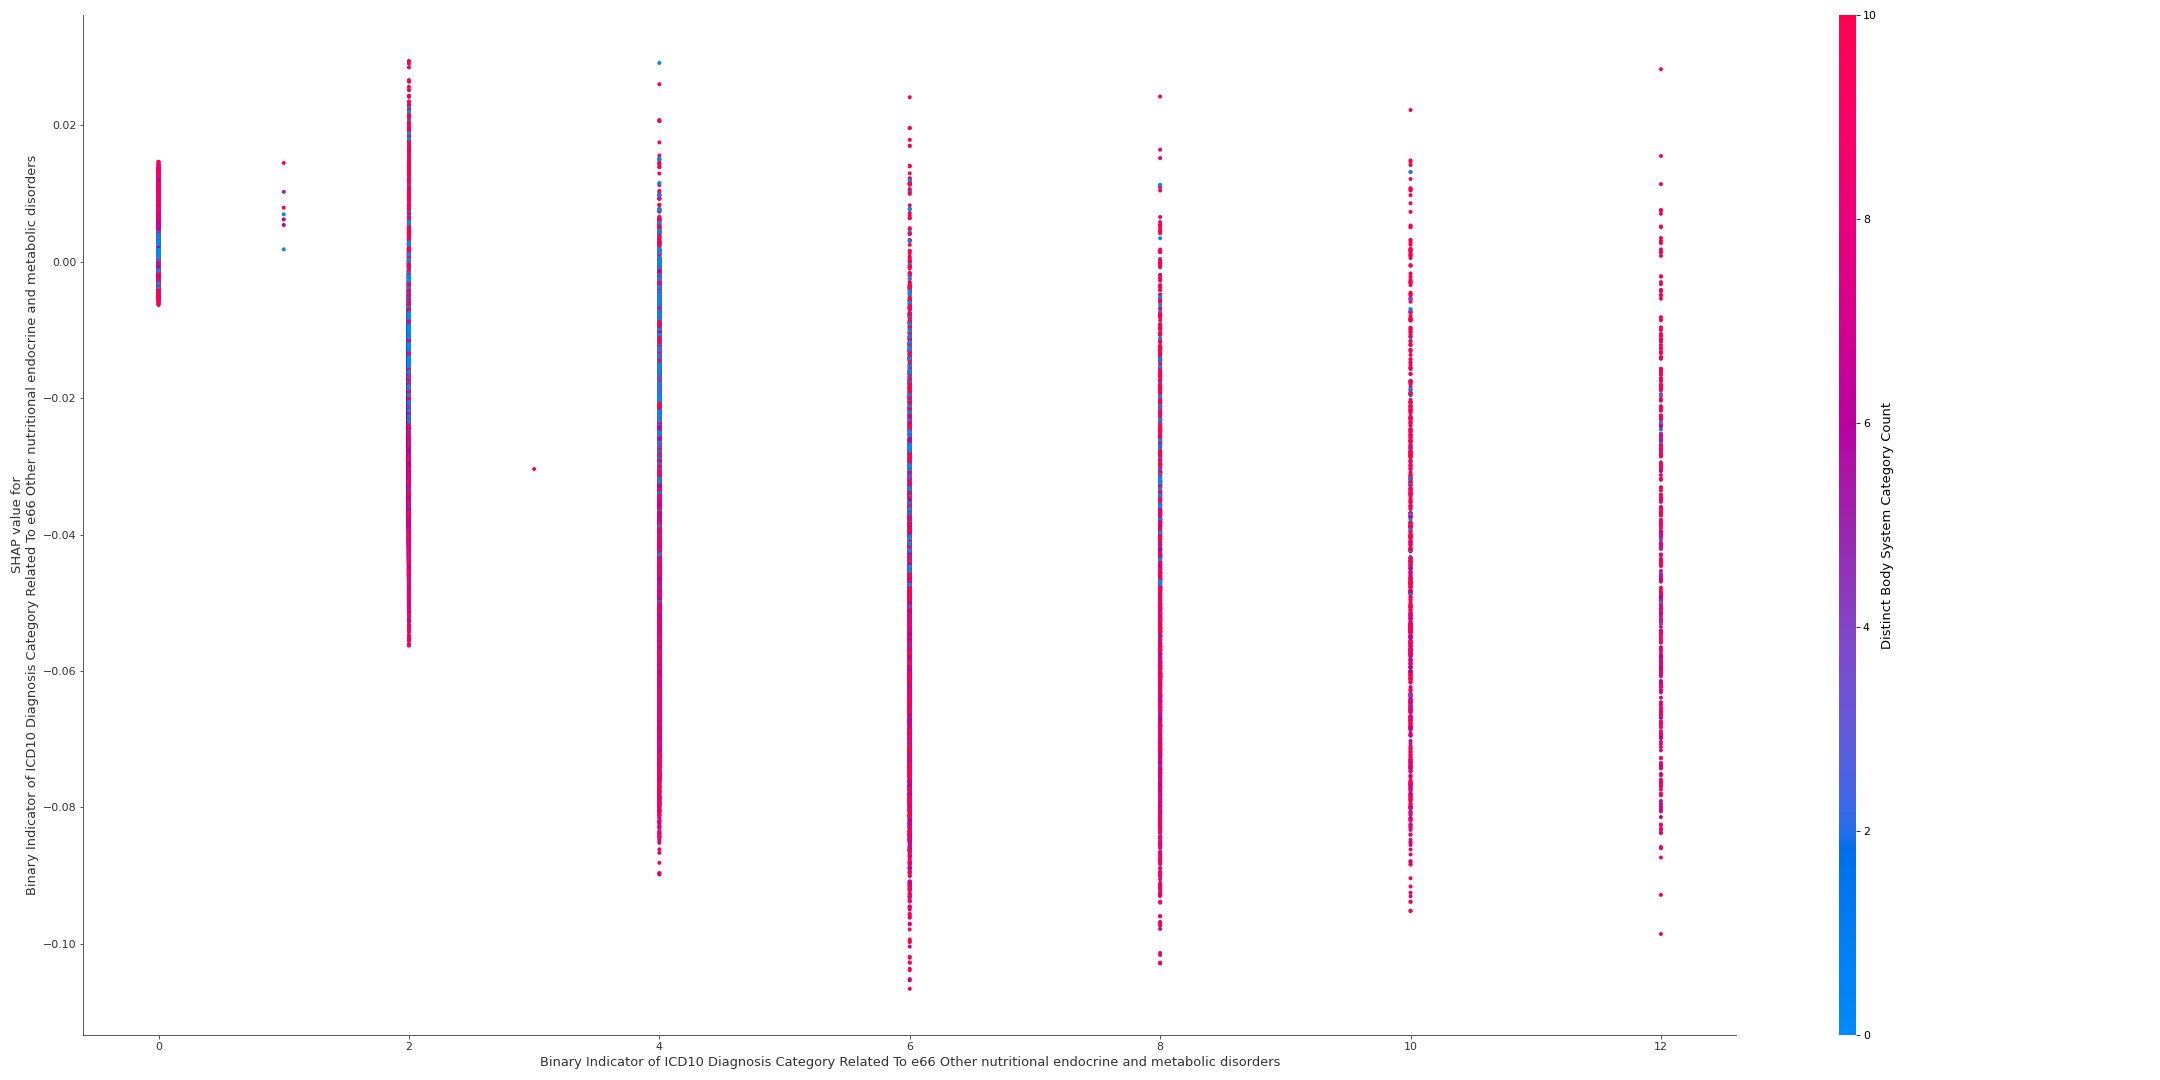 SHAP value for
Binary Indicator of ICD10 Diagnosis Category Related To e66 Other nutritional endocrine and metabolic disorders
0.02
0.00
−0.02
−0.04
−0.06
−0.08
−0.10
0 2 4 6 8 10 12
Binary Indicator of ICD10 Diagnosis Category Related To e66 Other nutritional endocrine and metabolic disorders
10
8
6
4
2
0
Distinct Body System Category Count